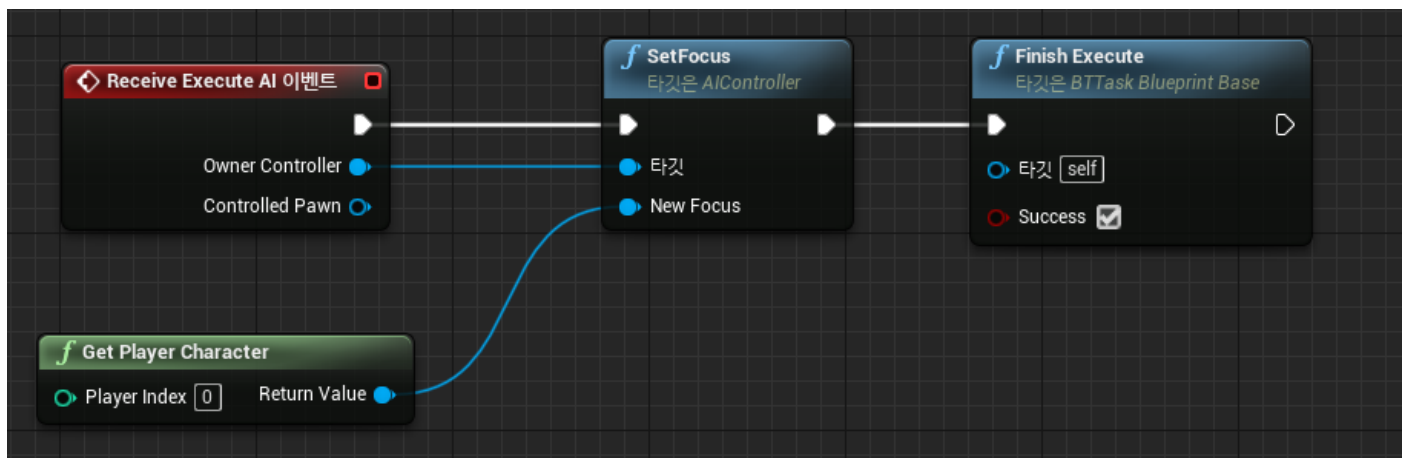 Receive Execute AI 이벤트
Owner Controller
Controlled Pawn
f SetFocus
타깃은 AIController
타깃
New Focus
f Finish Execute
타깃은 BTTask Blueprint Base
타깃 self
Success
f Get Player Character
Player Index 0 Return Value